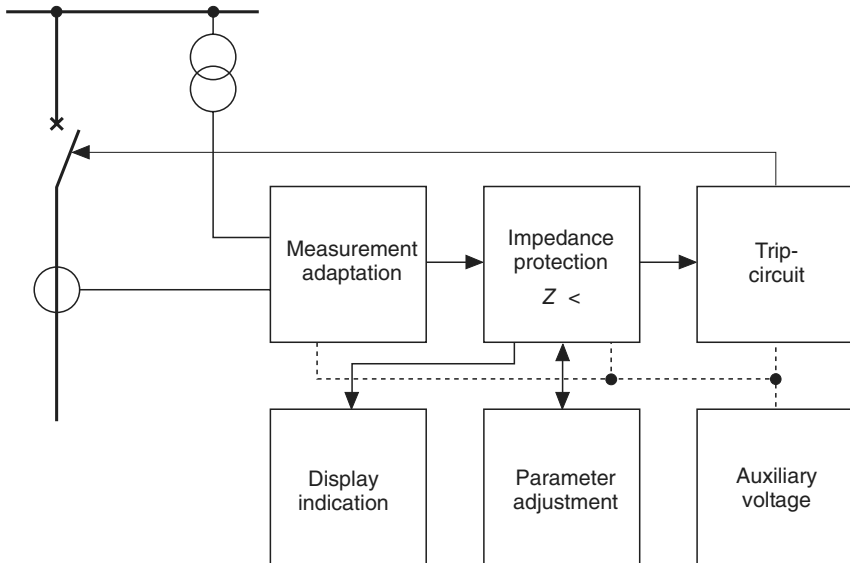 Measurement
adaptation
Impedance
protection
Z <
Trip-
circuit
Display
indication
Parameter
adjustment
Auxiliary
voltage